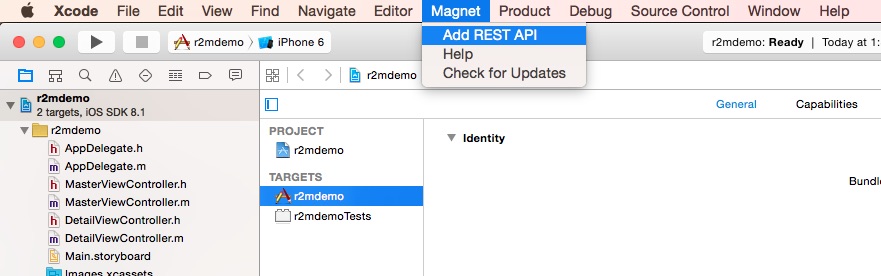 Xcode File Edit View Find Navigate Editor Magnet Product Debug Source Control Window Help
Add REST API
Help
Check for Updates
r2mdemo iPhone 6
r2mdemo: Ready | Today at 1:
r2mdemo
r2mdemo
2 targets, iOS SDK 8.1
r2mdemo
h AppDelegate.h
m AppDelegate.m
h MasterViewController.h
m MasterViewController.m
h DetailViewController.h
m DetailViewController.m
Main.storyboard
Images.xcassets
General Capabilities
PROJECT
r2mdemo
TARGETS
r2mdemo
r2mdemoTests
Identity
Bundle